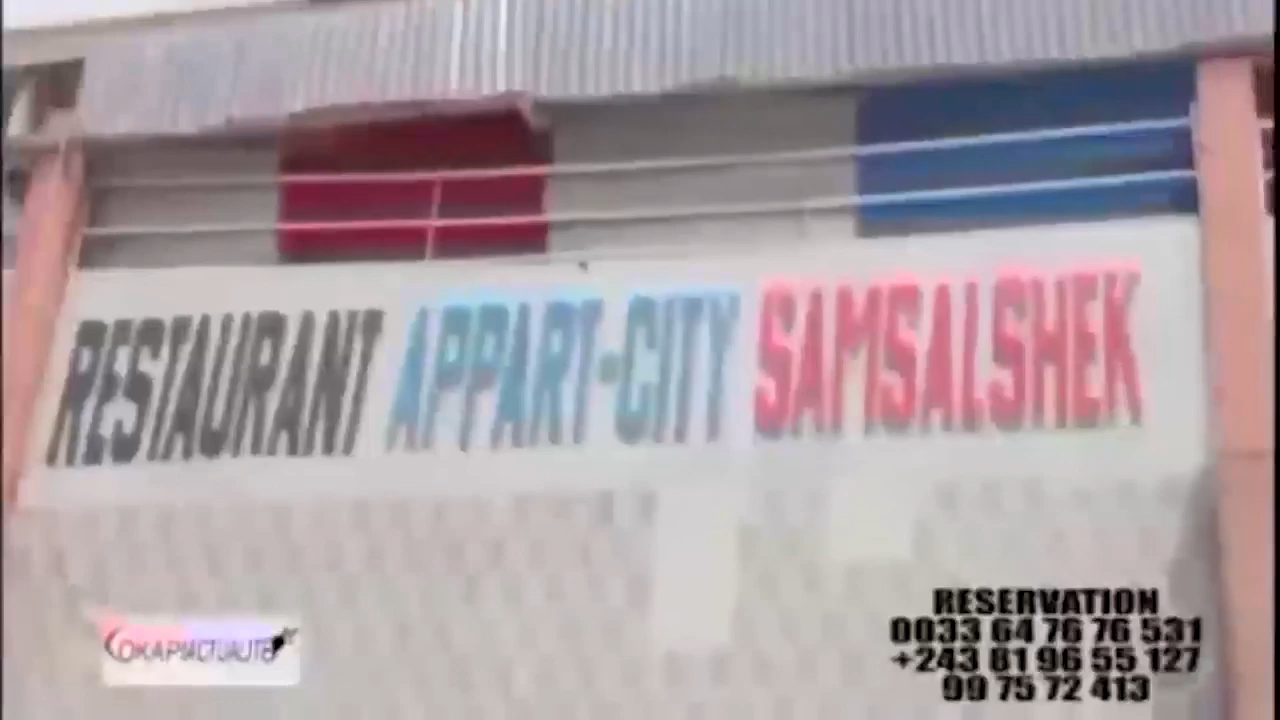 RESTAURANT APPART-CITY SAMSALSHEK
OKAPIACTUALITE
RESERVATION
0033 64 76 76 531
+243 81 96 55 127
99 75 72 413